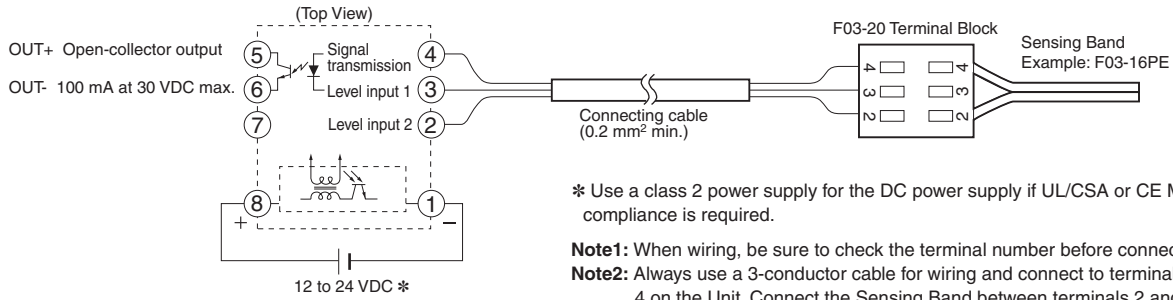 (Top View)
OUT+ Open-collector output
OUT- 100 mA at 30 VDC max.
5
6
7
8
Signal
transmission
Level input 1
Level input 2
4
3
2
1
+
−
12 to 24 VDC ✻
Connecting cable
(0.2 mm² min.)
F03-20 Terminal Block
4
3
2
4
3
2
Sensing Band
Example: F03-16PE
✻ Use a class 2 power supply for the DC power supply if UL/CSA or CE
compliance is required.
Note1: When wiring, be sure to check the terminal number before
Note2: Always use a 3-conductor cable for wiring and connect to
4 on the Unit. Connect the Sensing Band between terminals 2